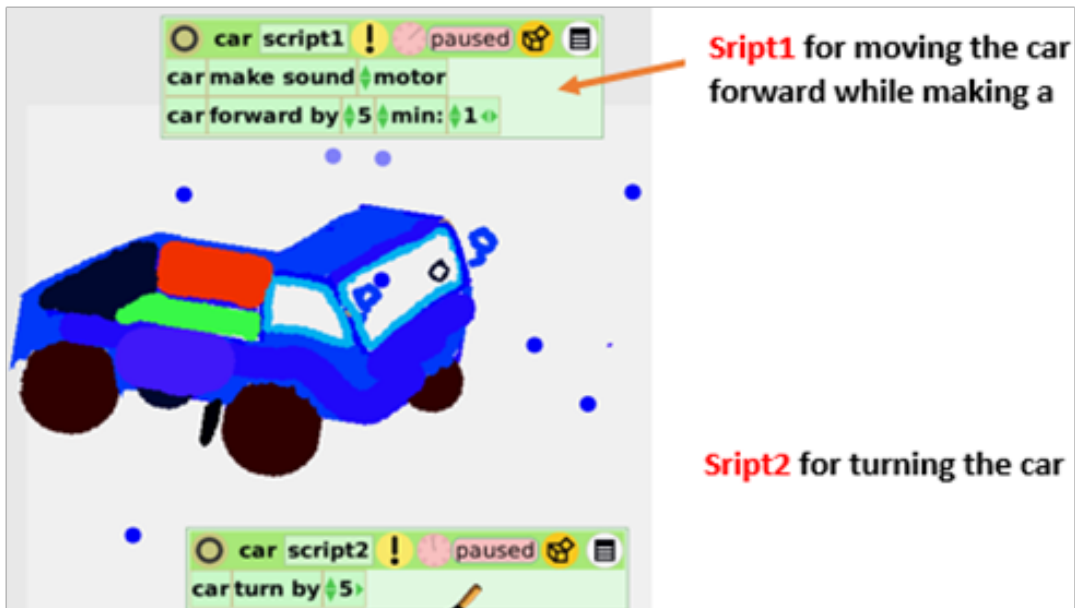 car script1 ! paused
car make sound motor
car forward by 5 min: 1
Sript1 for moving the car
forward while making a
Sript2 for turning the car
car script2 ! paused
car turn by 5